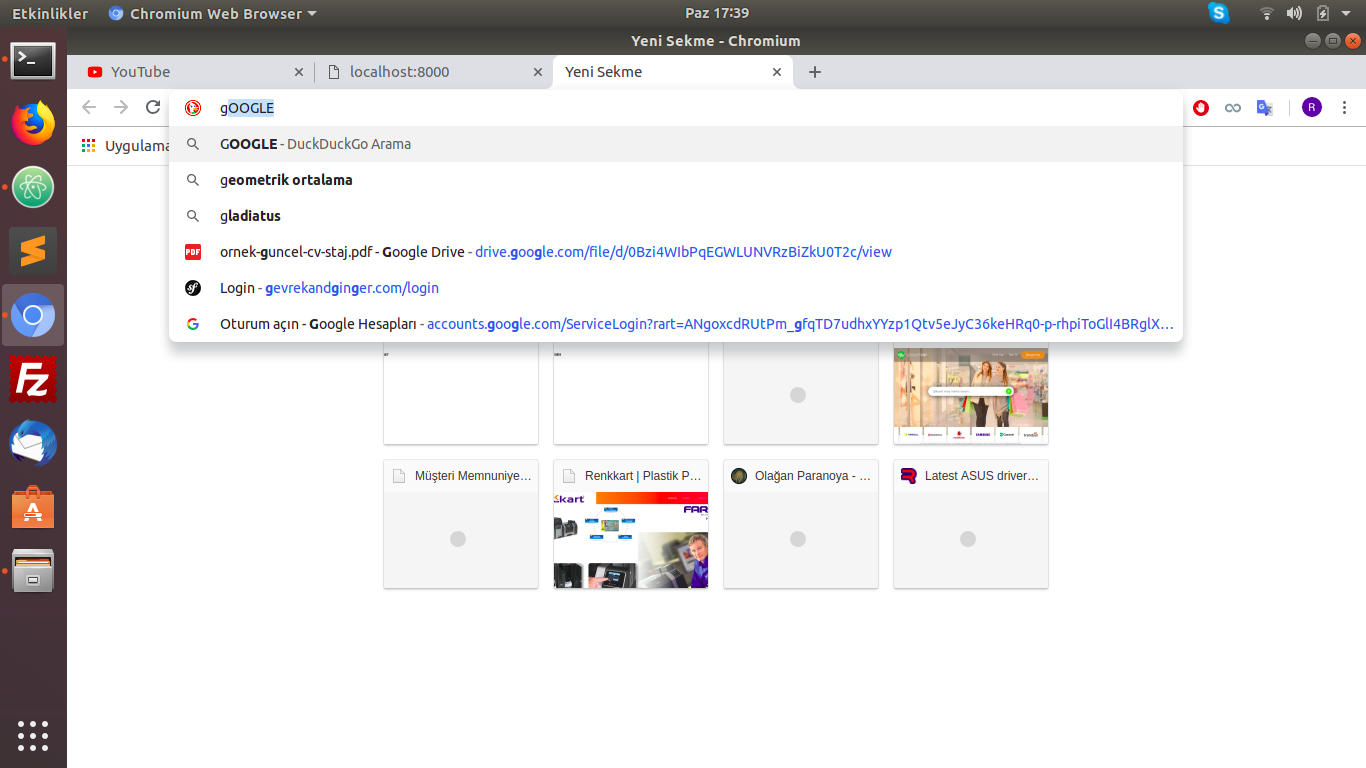 Etkinlikler Chromium Web Browser Paz 17:39
Yeni Sekme - Chromium
YouTube localhost:8000 Yeni Sekme
gOOGLE
R
Uygulama
GOOGLE - DuckDuckGo Arama
geometrik ortalama
gladiatus
PDF ornek-guncel-cv-staj.pdf - Google Drive - drive.google.com/file/d/0Bzi4WIbPqEGWLUNVRzBiZkU0T2c/view
Login - gevrekandginger.com/login
Oturum açın - Google Hesapları - accounts.google.com/ServiceLogin?rart=ANgoxcdRUtPm_gfqTD7udhxYYzp1Qtv5eJyC36keHRq0-p-rhpiToGlI4BRglX…
Müşteri Memnuniye… Renkkart | Plastik P… Olağan Paranoya - … Latest ASUS driver…
kart
FAR